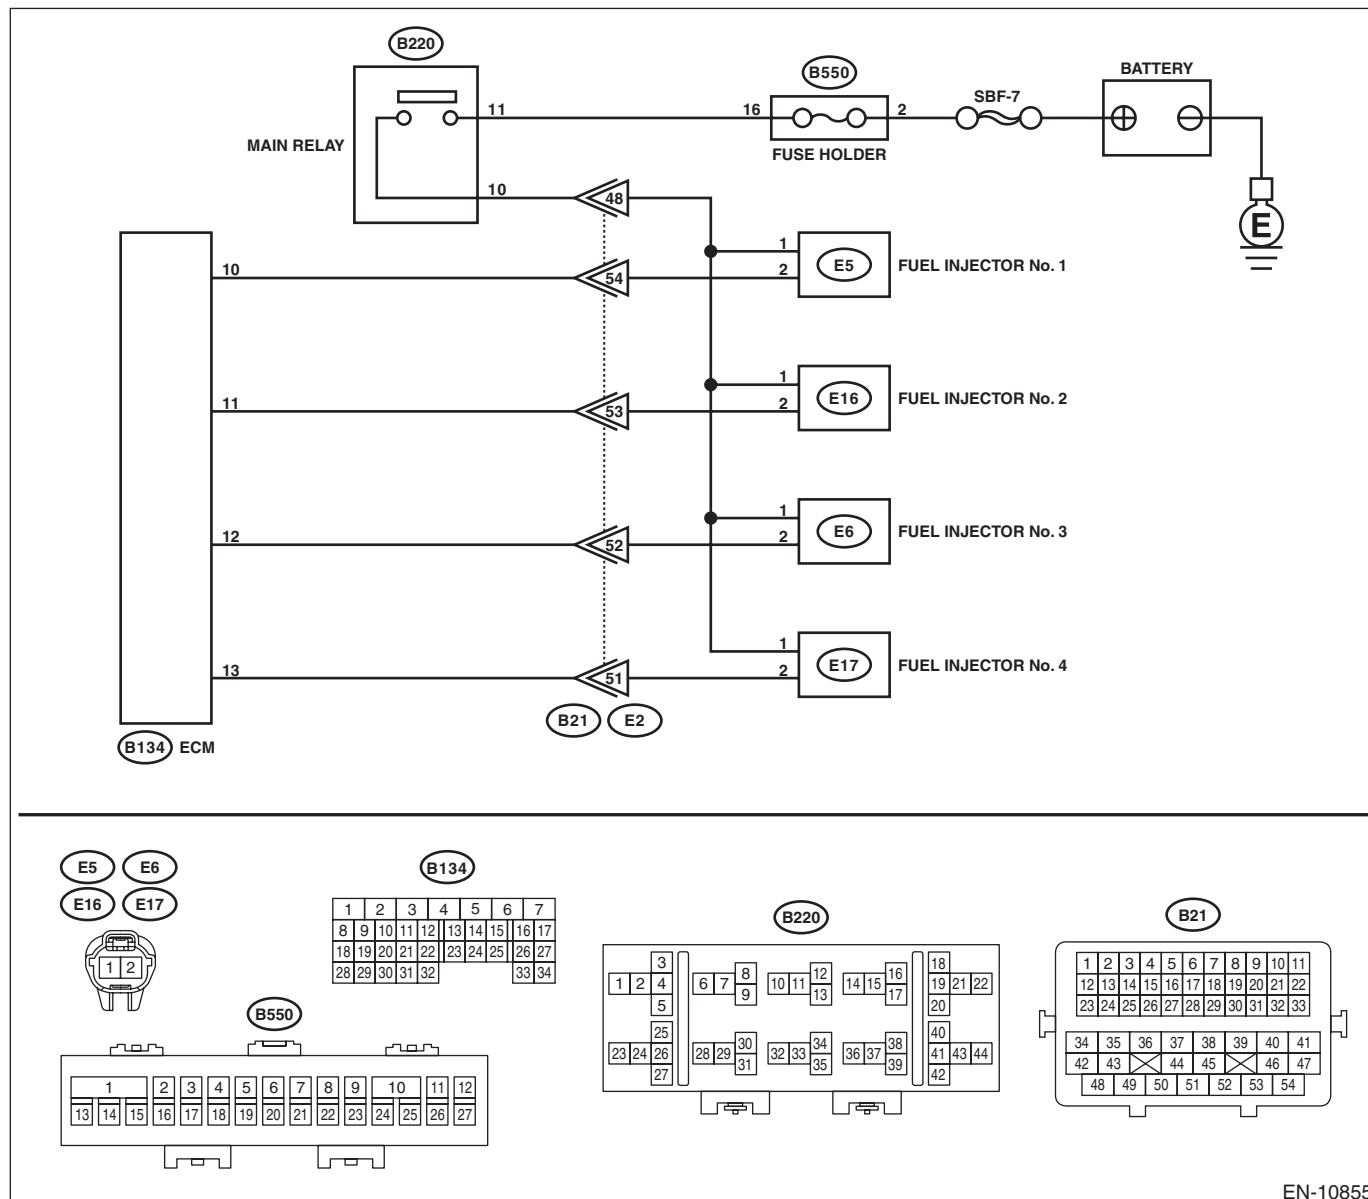 B220
B550
BATTERY
SBF-7
11
16
2
MAIN RELAY
FUSE HOLDER
10
48
E
1
10
54
2
E5
FUEL INJECTOR No. 1
1
11
53
2
E16
FUEL INJECTOR No. 2
1
12
52
2
E6
FUEL INJECTOR No. 3
1
13
51
2
E17
FUEL INJECTOR No. 4
B21 E2
B134 ECM
E5 E6
E16 E17
1 2
B134
1 2 3 4 5 6 7
8 9 10 11 12 13 14 15 16 17
18 19 20 21 22 23 24 25 26 27
28 29 30 31 32 33 34
B220
3 8 12 16 18
1 2 4 6 7 10 11 14 15 19 21 22
5 9 13 17 20
25 30 34 38 40
23 24 26 28 29 32 33 36 37 41 43 44
27 31 35 39 42
B21
1 2 3 4 5 6 7 8 9 10 11
12 13 14 15 16 17 18 19 20 21 22
23 24 25 26 27 28 29 30 31 32 33
34 35 36 37 38 39 40 41
42 43 44 45 46 47
48 49 50 51 52 53 54
B550
1 2 3 4 5 6 7 8 9 10 11 12
13 14 15 16 17 18 19 20 21 22 23 24 25 26 27
EN-10855